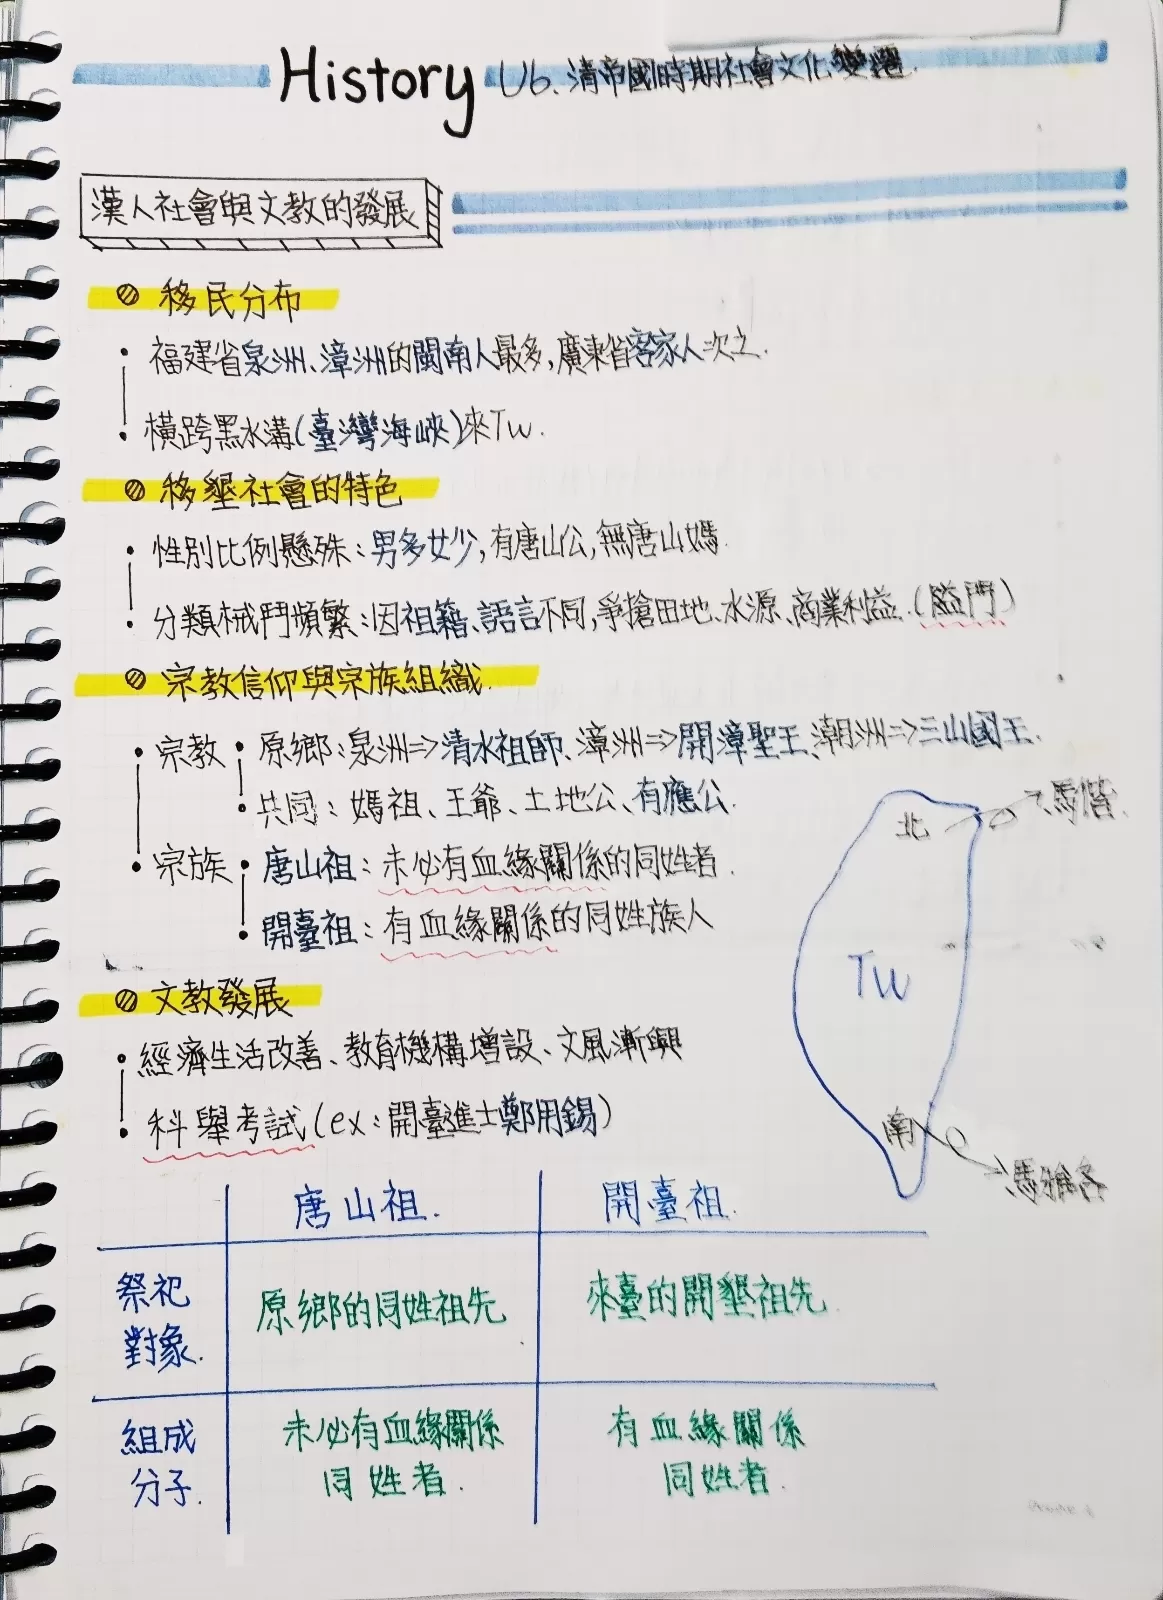 History U6.清帝國時期社會文化變遷.
漢人社會與文教的發展
移民分布
福建省泉洲、漳洲的閩南人最多,廣東省客家人次之.
橫跨黑水溝(臺灣海峽)來TW.
移墾社會的特色
性別比例懸殊:男多女少,有唐山公,無唐山媽.
分類械鬥頻繁:因祖籍、語言不同,爭搶田地、水源、商業利益.(隘門)
宗教信仰與宗族組織.
宗教 原鄉:泉洲=>清水祖師、漳洲=>開漳聖王、潮洲=>三山國王.
共同:媽祖、王爺、土地公、有應公.
宗族 唐山祖:未必有血緣關係的同姓者.
開臺祖:有血緣關係的同姓族人
北 馬偕.
TW
南 馬雅各
文教發展
經濟生活改善、教育機構增設、文風漸興
科舉考試(ex:開臺進士鄭用錫)
唐山祖. 開臺祖.
祭祀對象. 原鄉的同姓祖先 來臺的開墾祖先.
組成分子. 未必有血緣關係同姓者. 有血緣關係同姓者.